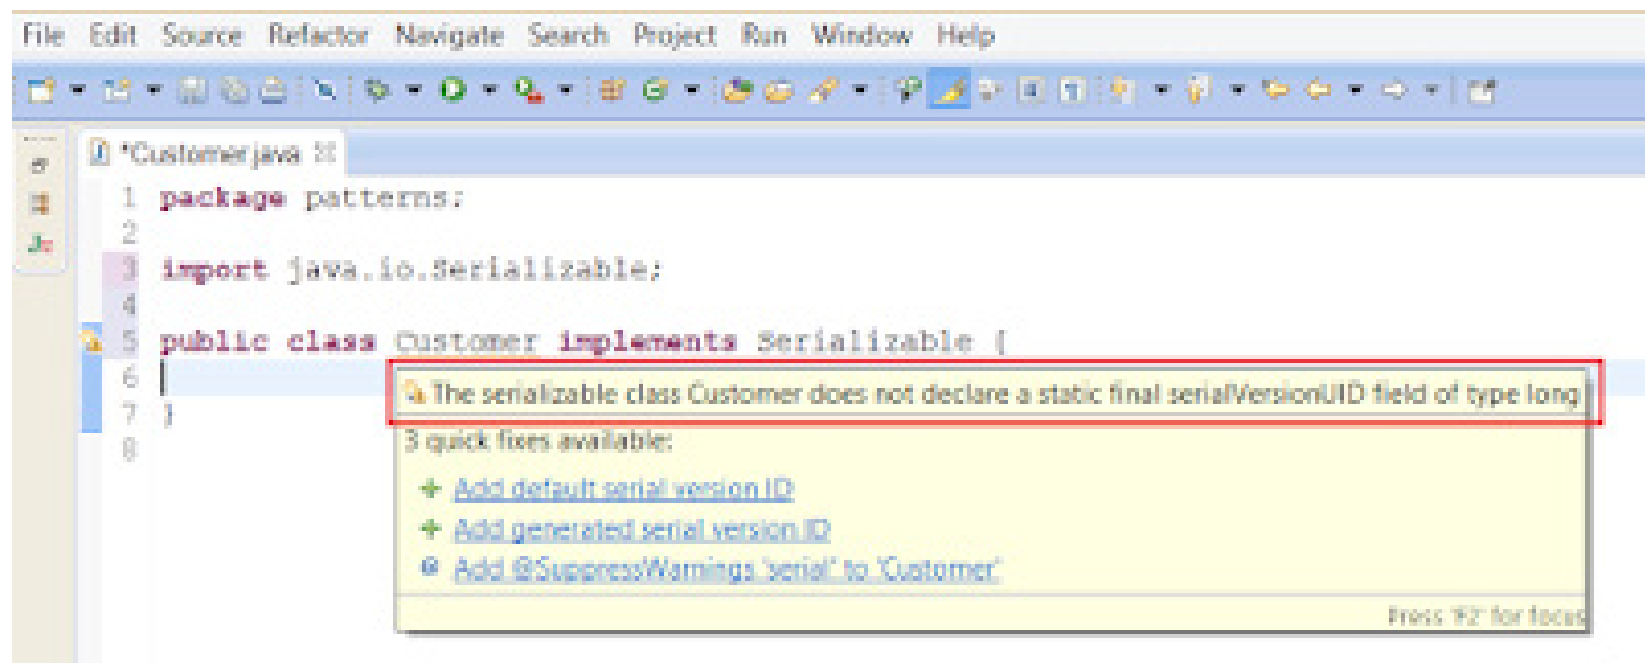 File Edit Source Refactor Navigate Search Project Run Window Help
*Customer.java
1 package patterns;
2
3 import java.io.Serializable;
4
5 public class Customer implements Serializable {
6
7 }
8
The serializable class Customer does not declare a static final serialVersionUID field of type long
3 quick fixes available:
Add default serial version ID
Add generated serial version ID
Add @SuppressWarnings 'serial' to 'Customer'
Press 'F2' for focus